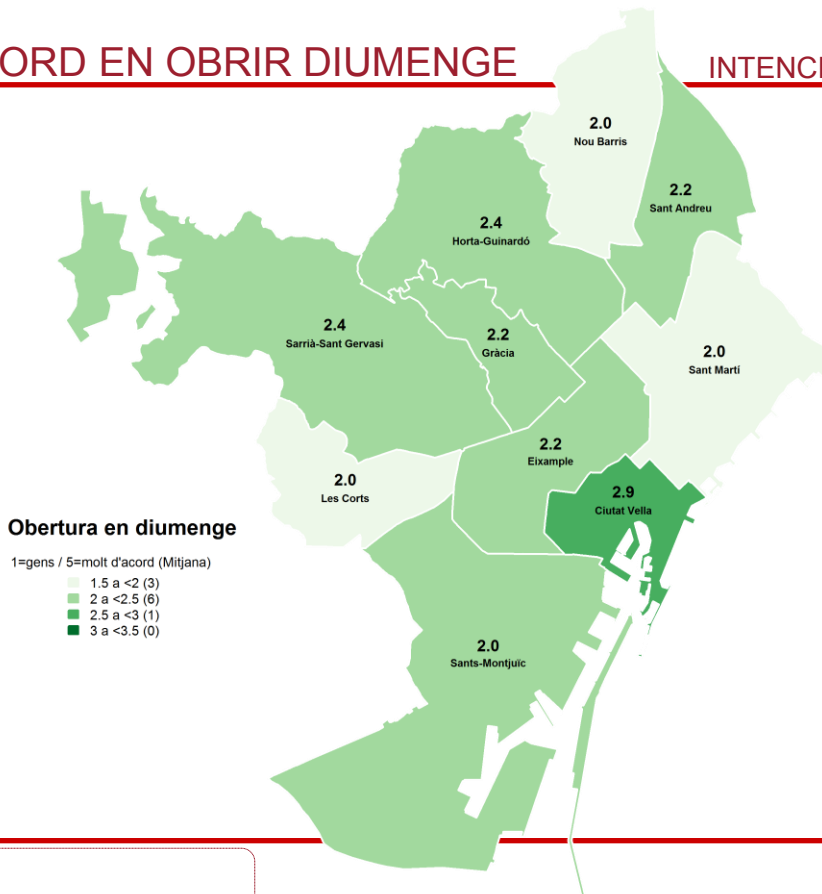 ORD EN OBRIR DIUMENGE
INTENCI
2.0
Nou Barris
2.2
Sant Andreu
2.4
Horta-Guinardó
2.4
Sarrià-Sant Gervasi
2.2
Gràcia
2.0
Sant Martí
2.2
Eixample
2.0
Les Corts
2.9
Ciutat Vella
Obertura en diumenge
1=gens / 5=molt d'acord (Mitjana)
1.5 a <2 (3)
2 a <2.5 (6)
2.5 a <3 (1)
3 a <3.5 (0)
2.0
Sants-Montjuïc